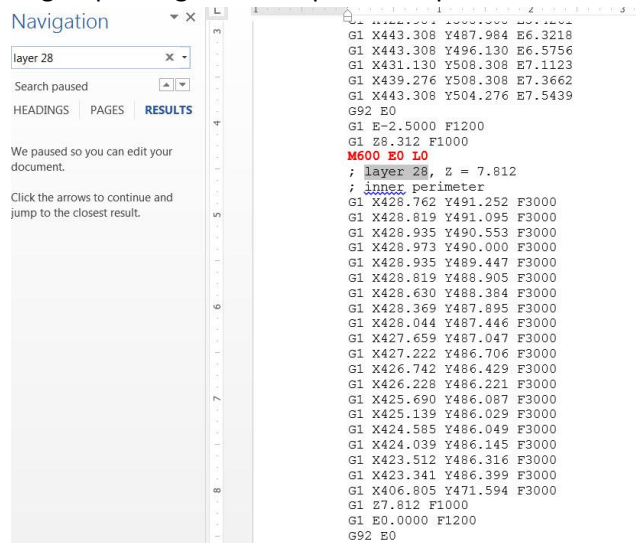 Navigation
layer 28
Search paused
HEADINGS PAGES RESULTS
We paused so you can edit your
document.
Click the arrows to continue and
jump to the closest result.
G1 X443.308 Y487.984 E6.3218
G1 X443.308 Y496.130 E6.5756
G1 X431.130 Y508.308 E7.1123
G1 X439.276 Y508.308 E7.3662
G1 X443.308 Y504.276 E7.5439
G92 E0
G1 E-2.5000 F1200
G1 Z8.312 F1000
M600 E0 L0
; layer 28, Z = 7.812
; inner perimeter
G1 X428.762 Y491.252 F3000
G1 X428.819 Y491.095 F3000
G1 X428.935 Y490.553 F3000
G1 X428.973 Y490.000 F3000
G1 X428.935 Y489.447 F3000
G1 X428.819 Y488.905 F3000
G1 X428.630 Y488.384 F3000
G1 X428.369 Y487.895 F3000
G1 X428.044 Y487.446 F3000
G1 X427.659 Y487.047 F3000
G1 X427.222 Y486.706 F3000
G1 X426.742 Y486.429 F3000
G1 X426.228 Y486.221 F3000
G1 X425.690 Y486.087 F3000
G1 X425.139 Y486.029 F3000
G1 X424.585 Y486.049 F3000
G1 X424.039 Y486.145 F3000
G1 X423.512 Y486.316 F3000
G1 X423.341 Y486.399 F3000
G1 X406.805 Y471.594 F3000
G1 Z7.812 F1000
G1 E0.0000 F1200
G92 E0